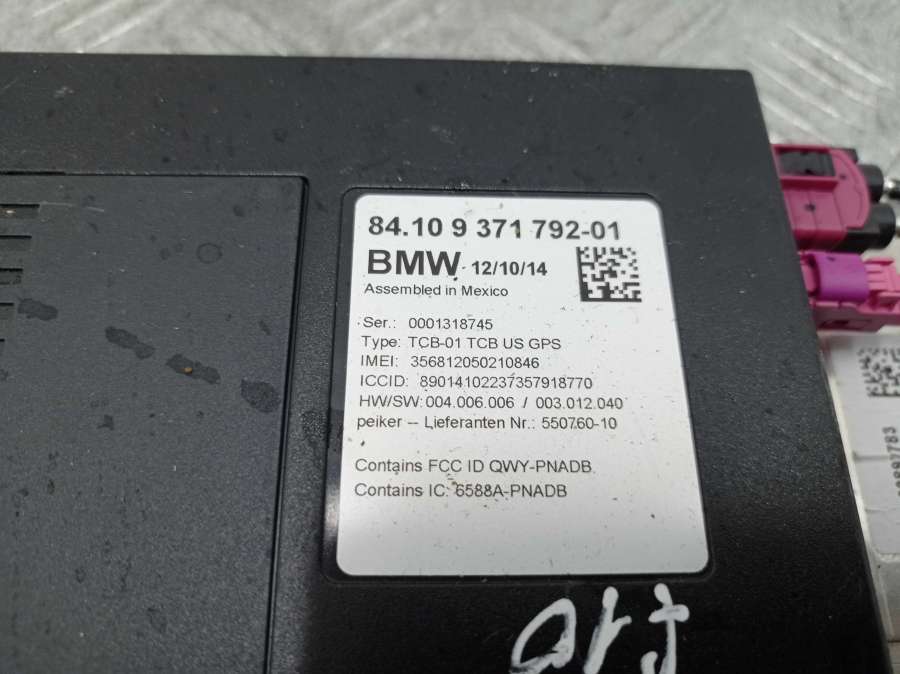 84.10 9 371 792-01
BMW 12/10/14
Assembled in Mexico
Ser.: 0001318745
Type: TCB-01 TCB US GPS
IMEI: 356812050210846
ICCID: 89014102237357918770
HW/SW: 004.006.006 / 003.012.040
peiker -- Lieferanten Nr.: 550760-10
Contains FCC ID QWY-PNADB
Contains IC: 6588A-PNADB